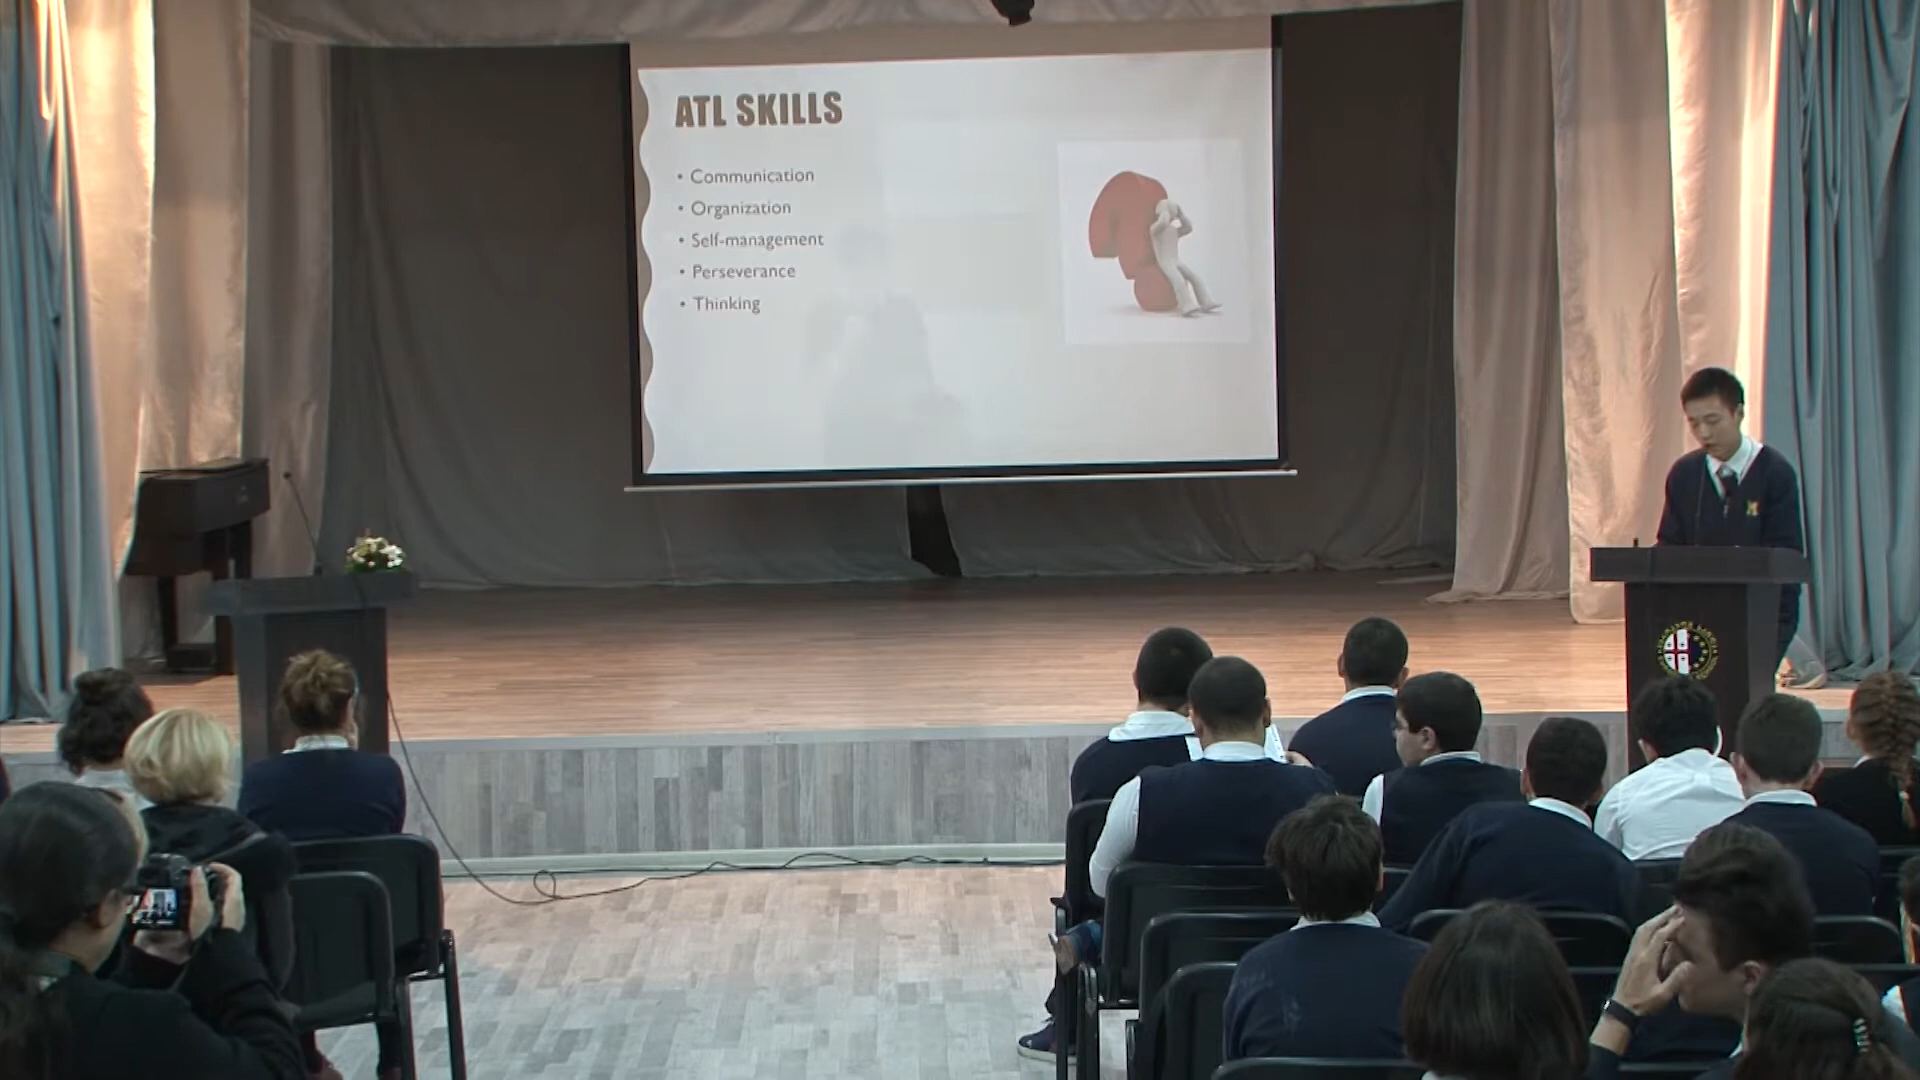 ATL SKILLS
• Communication
• Organization
• Self-management
• Perseverance
• Thinking